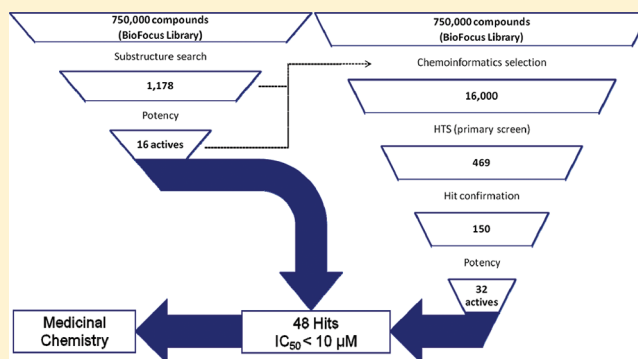 750,000 compounds
(BioFocus Library)
Substructure search
1,178
Potency
16 actives
750,000 compounds
(BioFocus Library)
Chemoinformatics selection
16,000
HTS (primary screen)
469
Hit confirmation
150
Potency
32
actives
48 Hits
IC50 < 10 µM
Medicinal
Chemistry